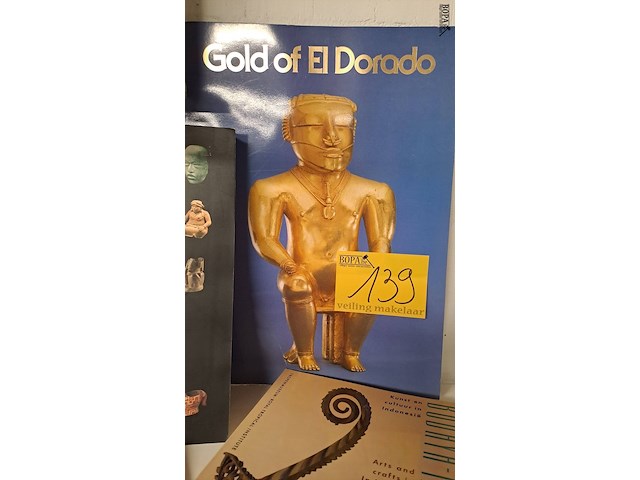 BOPA
Gold of El Dorado
BOPA
139
veiling makelaar
Kunst en
cultuur in
Indonesië
Arts and
crafts